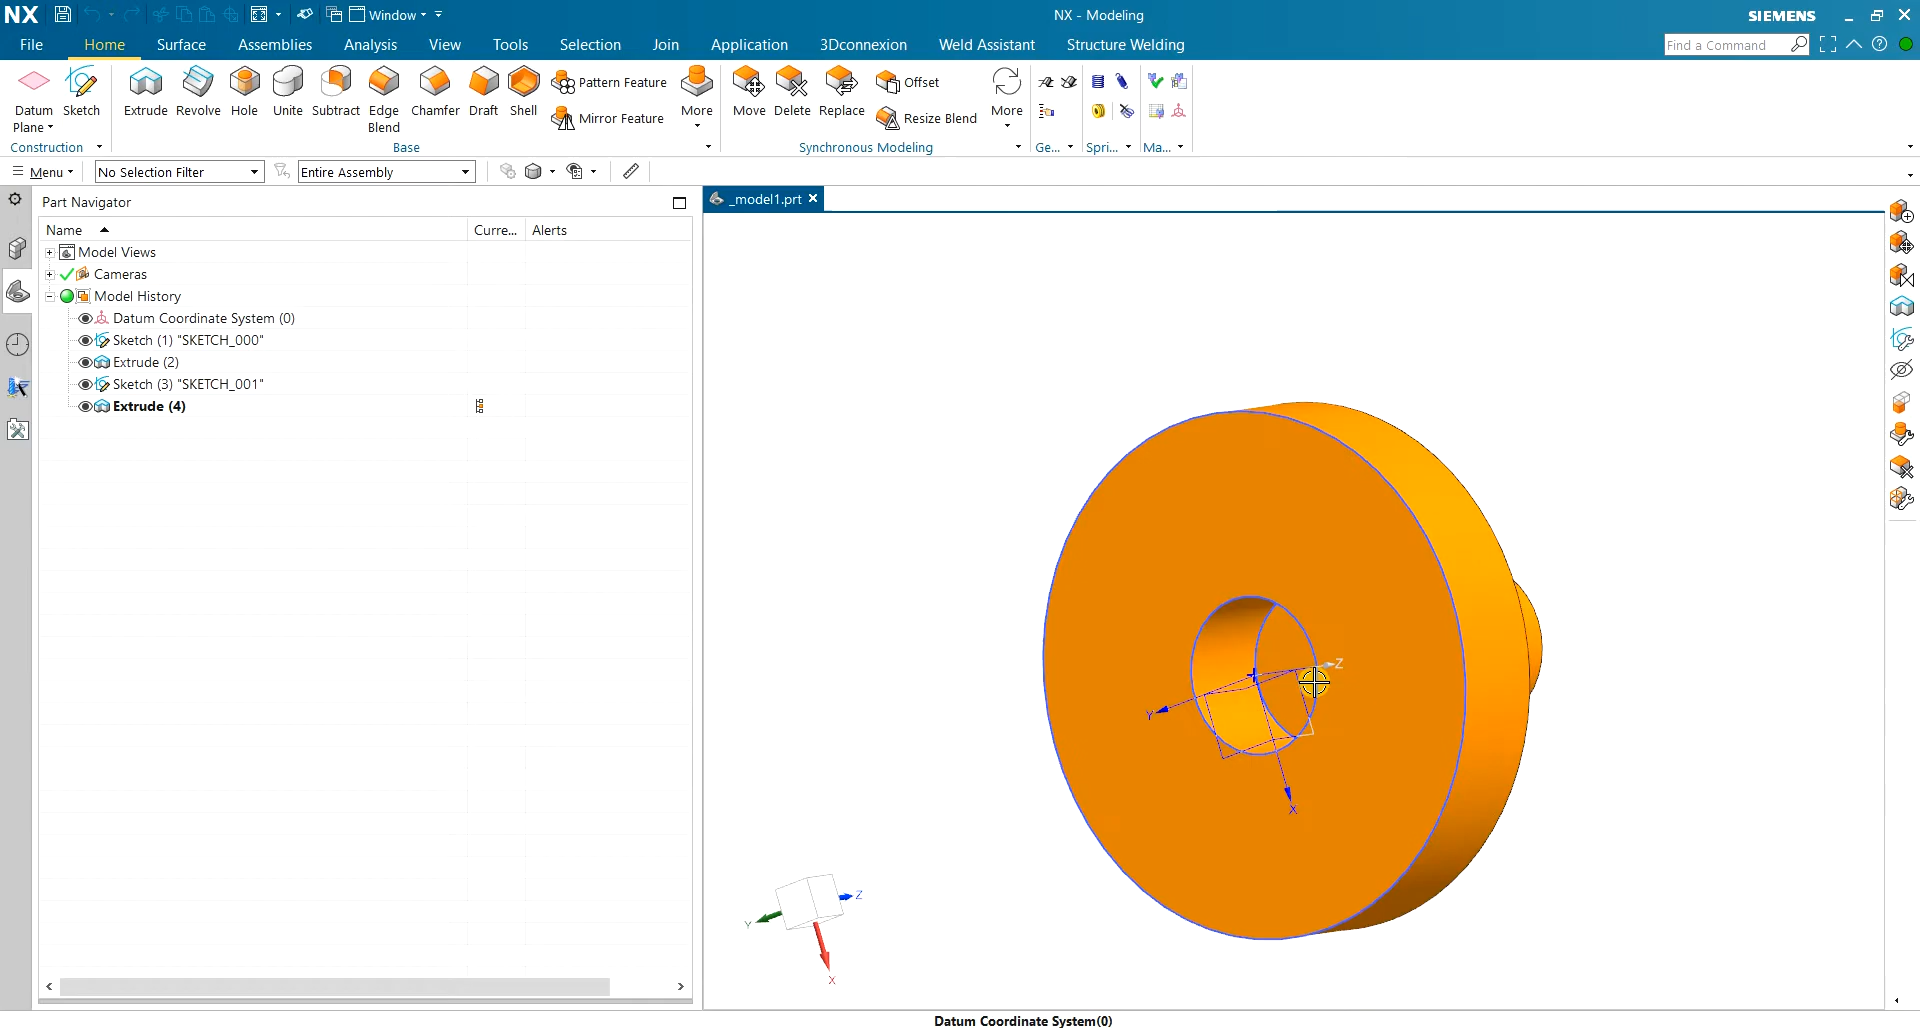 NX
Window
NX - Modeling
SIEMENS
File
Home
Surface
Assemblies
Analysis
View
Tools
Selection
Join
Application
3Dconnexion
Weld Assistant
Structure Welding
Find a Command
Datum Plane
Sketch
Extrude
Revolve
Hole
Unite
Subtract
Edge Blend
Chamfer
Draft
Shell
Pattern Feature
Mirror Feature
More
Move
Delete
Replace
Offset
Resize Blend
More
Construction
Base
Synchronous Modeling
Ge...
Spri...
Ma...
Menu
No Selection Filter
Entire Assembly
Part Navigator
_model1.prt
Name
Curre...
Alerts
Model Views
Cameras
Model History
Datum Coordinate System (0)
Sketch (1) "SKETCH_000"
Extrude (2)
Sketch (3) "SKETCH_001"
Extrude (4)
Z
Y
X
Z
Y
X
Datum Coordinate System(0)